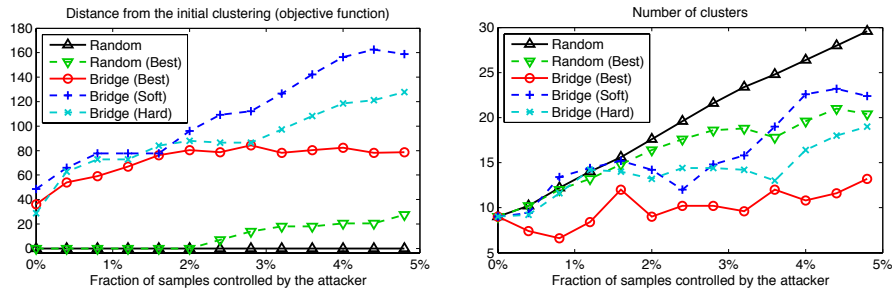 Distance from the initial clustering (objective function)
180
160
140
120
100
80
60
40
20
0
Random
Random (Best)
Bridge (Best)
Bridge (Soft)
Bridge (Hard)
0%
1%
2%
3%
4%
5%
Fraction of samples controlled by the attacker
Number of clusters
30
25
20
15
10
5
Random
Random (Best)
Bridge (Best)
Bridge (Soft)
Bridge (Hard)
0%
1%
2%
3%
4%
5%
Fraction of samples controlled by the attacker